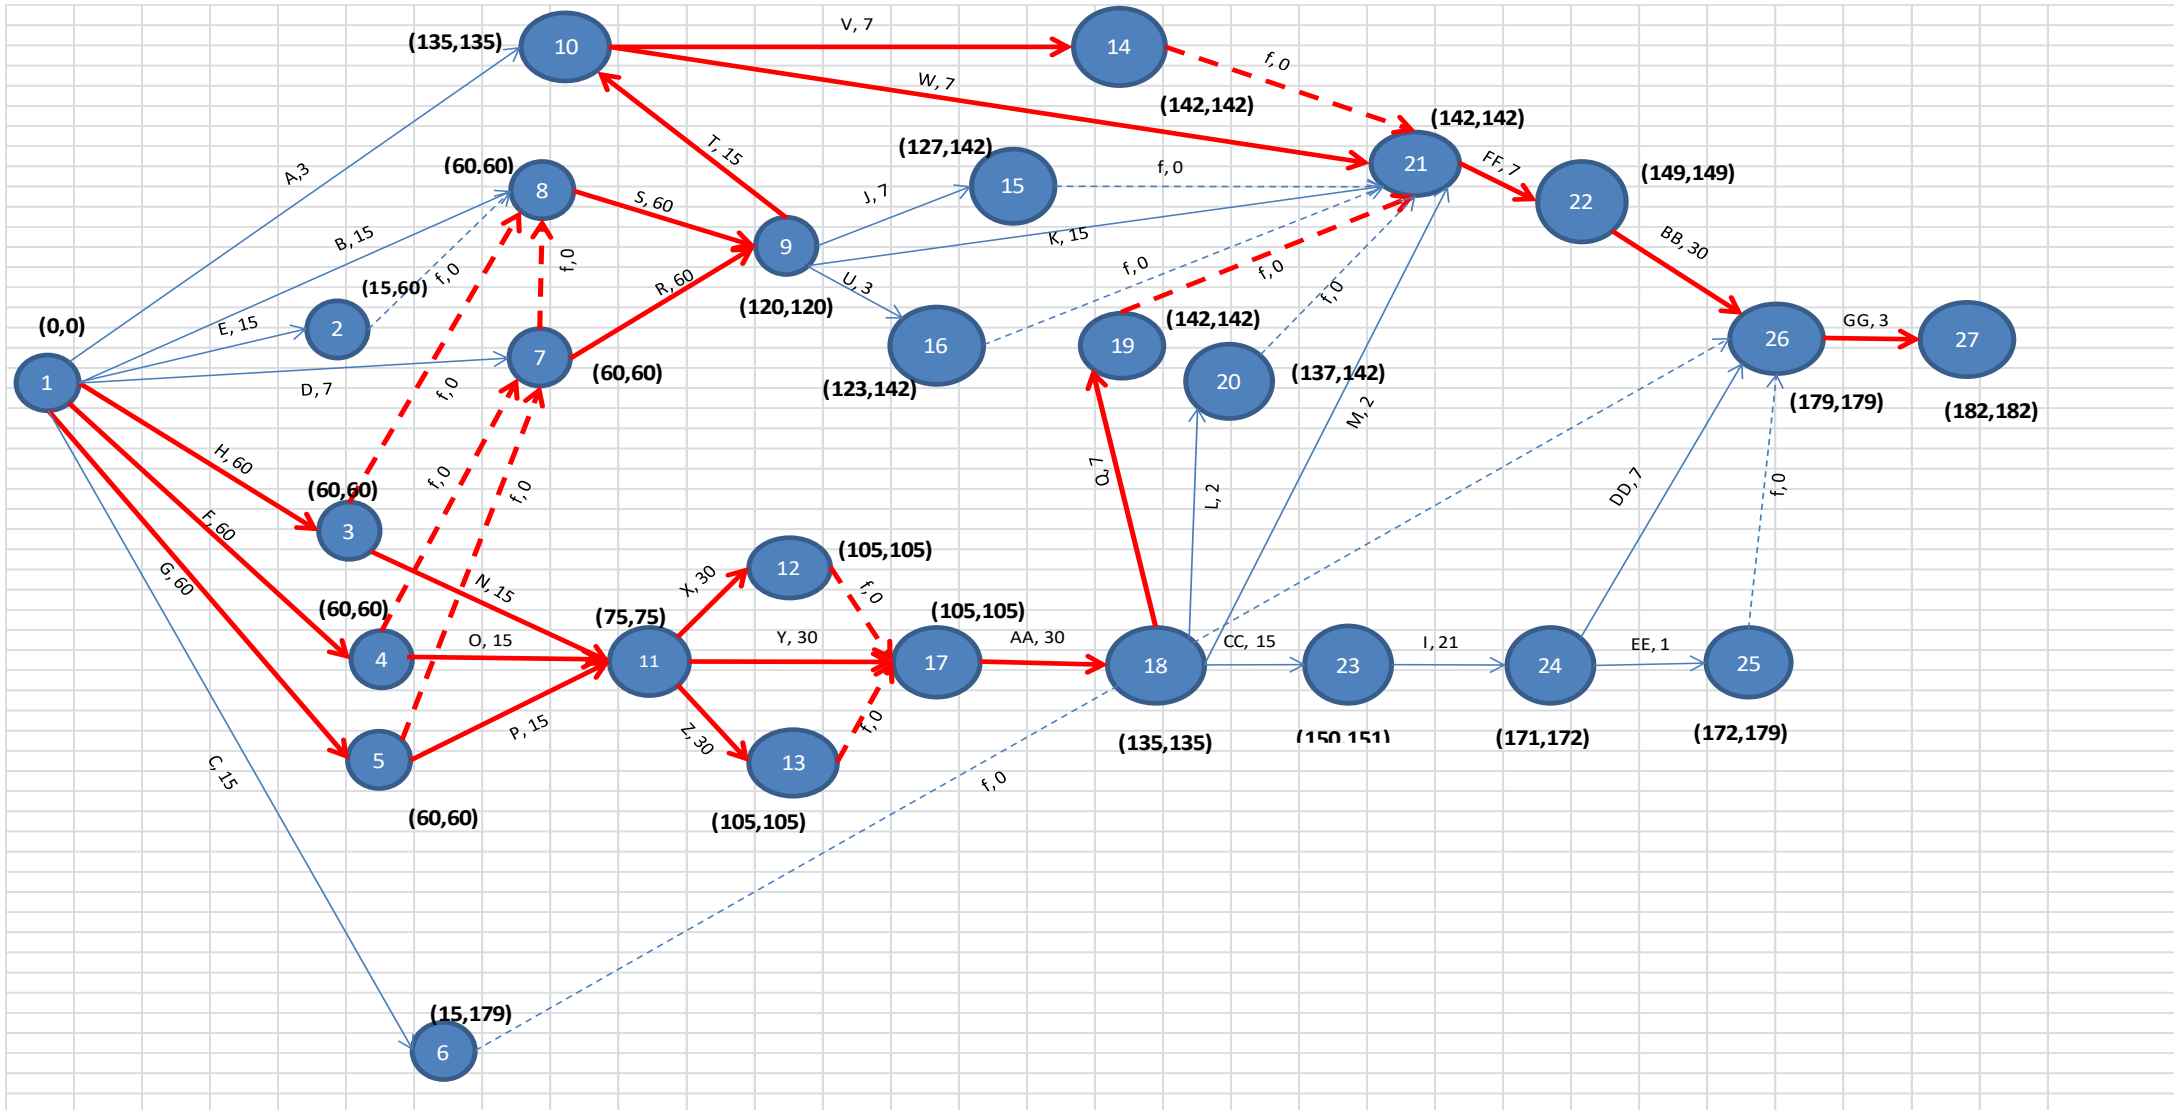 V, 7
(135,135)
10
14
f, 0
W, 7
(142,142)
(142,142)
T, 15
(127,142)
21
FF, 7
A,3
(60,60)
f, 0
15
(149,149)
8
S, 60
J, 7
22
B, 15
9
K, 15
BB, 30
f, 0
f, 0
f, 0
f, 0
(15,60)
R, 60
U, 3
f, 0
(0,0)
E, 15
2
(120,120)
(142,142)
GG, 3
16
19
26
27
7
1
D, 7
(60,60)
(123,142)
20
(137,142)
f, 0
M, 2
(179,179)
(182,182)
H, 60
f, 0
Q,7
(60,60)
f, 0
L, 2
DD, 7
f, 0
F, 60
3
(105,105)
12
G, 60
N, 15
X, 30
f, 0
(60,60)
(75,75)
(105,105)
4
O, 15
Y, 30
AA, 30
CC, 15
I, 21
EE, 1
11
17
18
23
24
25
P, 15
Z, 30
f, 0
(135,135)
(150,151)
(171,172)
(172,179)
5
13
C, 15
f, 0
(60,60)
(105,105)
(15,179)
6